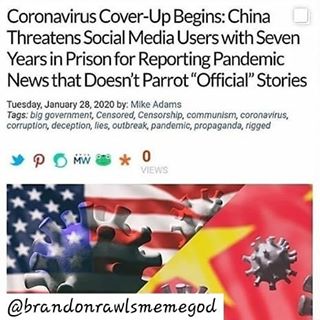 Coronavirus Cover-Up Begins: China
Threatens Social Media Users with Seven
Years in Prison for Reporting Pandemic
News that Doesn't Parrot "Official" Stories
Tuesday, January 28, 2020 by: Mike Adams
Tags: big government, Censored, Censorship, communism, coronavirus,
corruption, deception, lies, outbreak, pandemic, propaganda, rigged
MW
0
VIEWS
@brandonrawlsmemegod